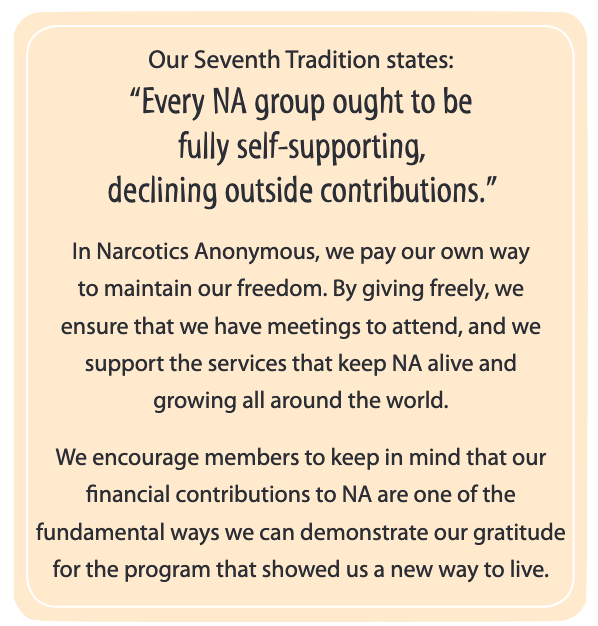 Our Seventh Tradition states:
“Every NA group ought to be
fully self-supporting,
declining outside contributions.”
In Narcotics Anonymous, we pay our own way
to maintain our freedom. By giving freely, we
ensure that we have meetings to attend, and we
support the services that keep NA alive and
growing all around the world.
We encourage members to keep in mind that our
financial contributions to NA are one of the
fundamental ways we can demonstrate our gratitude
for the program that showed us a new way to live.